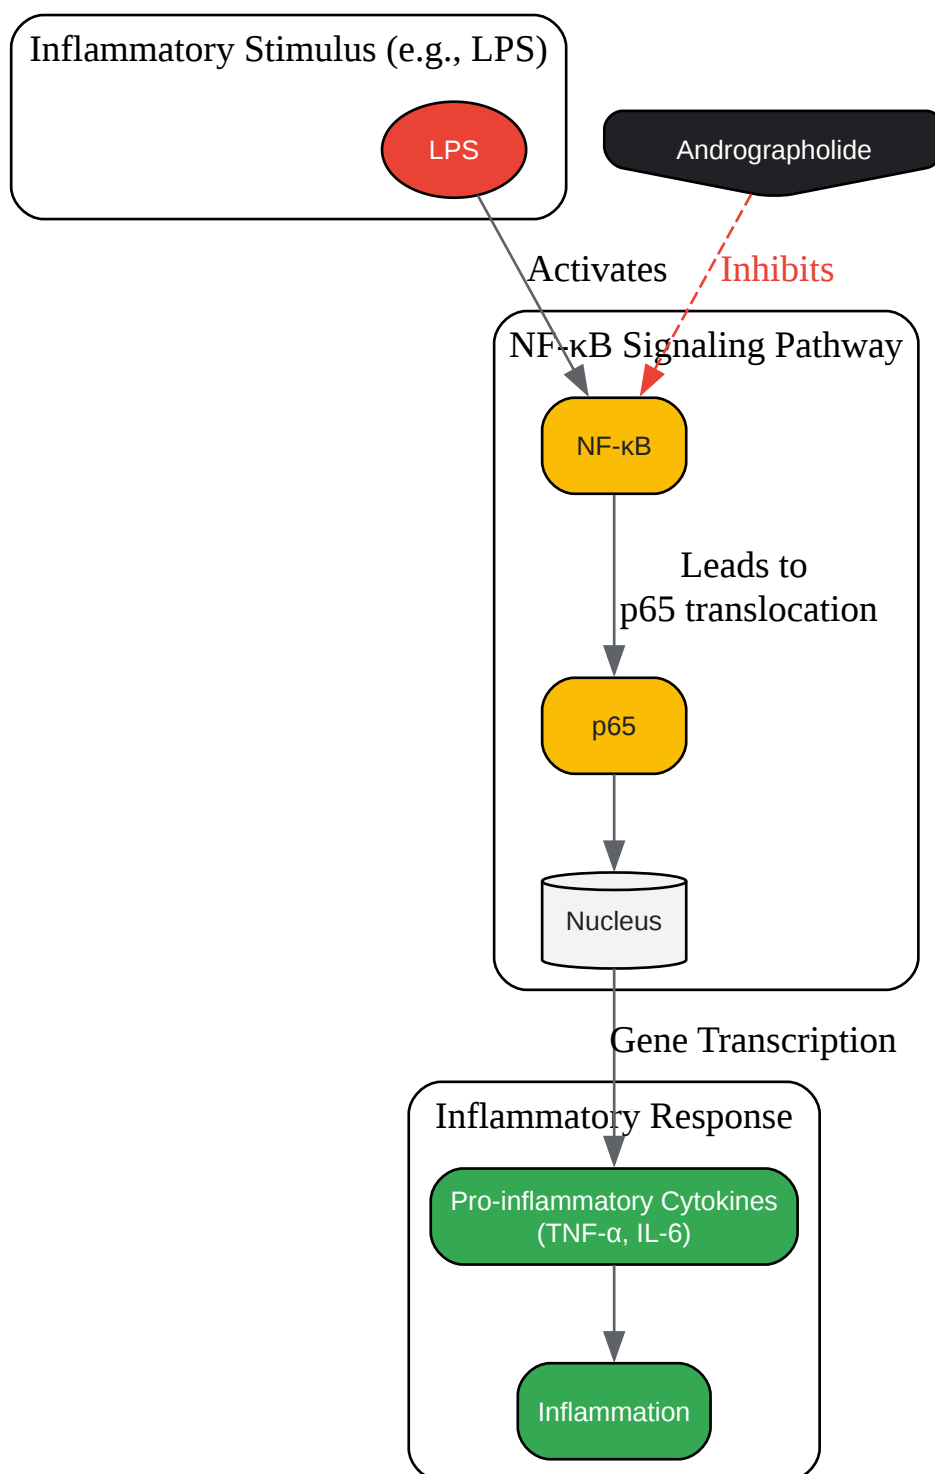 Inflammatory Stimulus (e.g., LPS)
LPS
Andrographolide
Activates
Inhibits
NF-κB Signaling Pathway
NF-κB
Leads to
p65 translocation
p65
Nucleus
Gene Transcription
Inflammatory Response
Pro-inflammatory Cytokines
(TNF-α, IL-6)
Inflammation